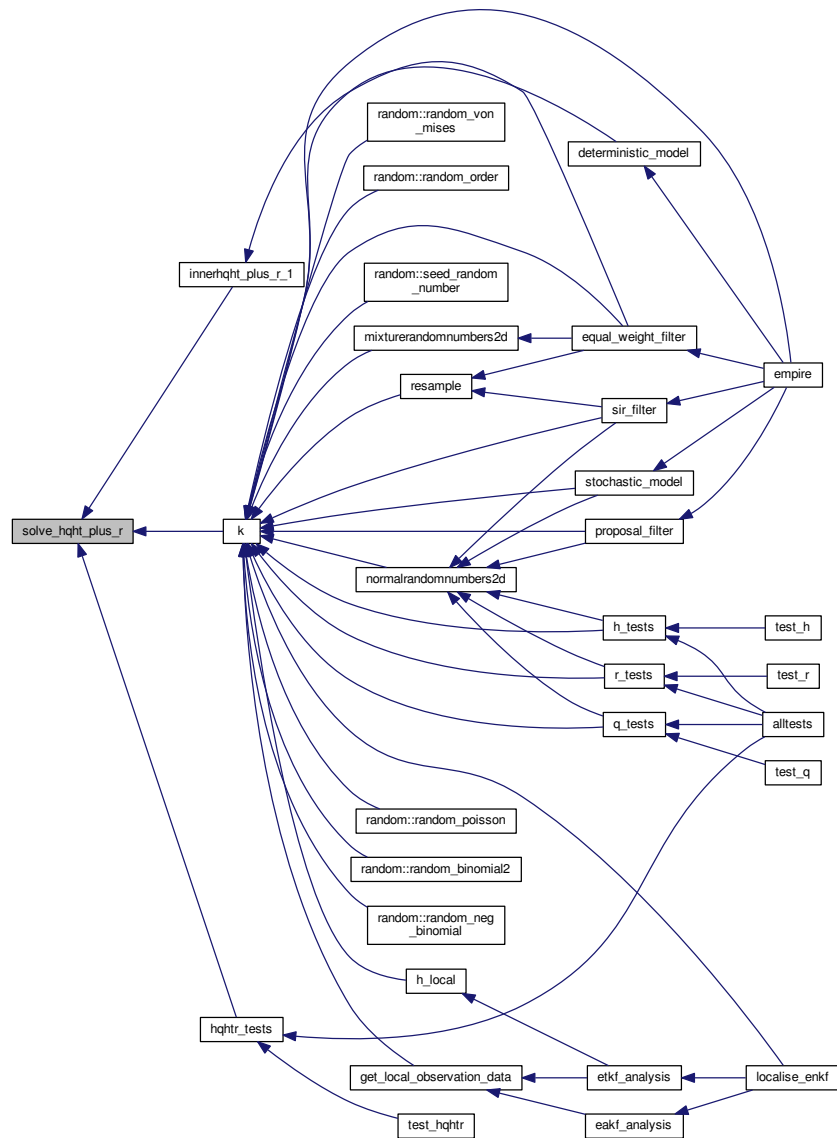 random::random_von
_mises
deterministic_model
random::random_order
innerhqht_plus_r_1
random::seed_random
_number
mixturerandomnumbers2d
equal_weight_filter
resample
empire
sir_filter
stochastic_model
solve_hqht_plus_r
k
proposal_filter
normalrandomnumbers2d
h_tests
test_h
r_tests
test_r
q_tests
alltests
test_q
random::random_poisson
random::random_binomial2
random::random_neg
_binomial
h_local
hqhtr_tests
get_local_observation_data
etkf_analysis
localise_enkf
test_hqhtr
eakf_analysis